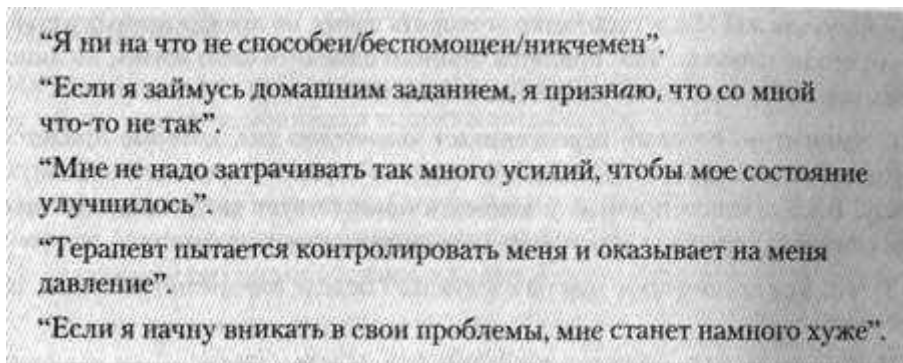 “Я ни на что не способен/беспомощен/никчемен”.
“Если я займусь домашним заданием, я признаю, что со мной
что-то не так”.
“Мне не надо затрачивать так много усилий, чтобы мое состояние
улучшилось”.
“Терапевт пытается контролировать меня и оказывает на меня
давление”.
“Если я начну вникать в свои проблемы, мне станет намного хуже”.